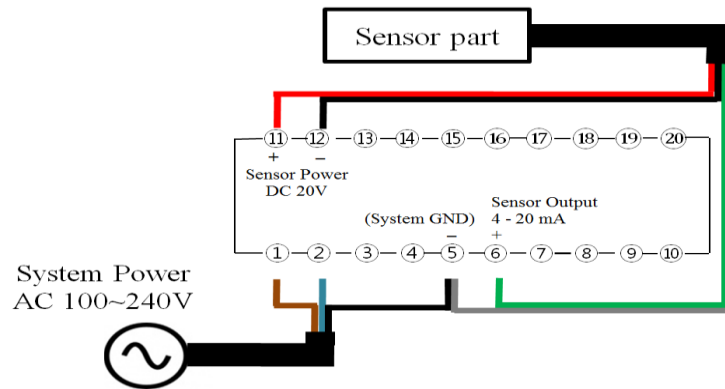 Sensor part
11 12 13 14 15 16 17 18 19 20
+ −
Sensor Power
DC 20V
Sensor Output
(System GND) 4 - 20 mA
− +
1 2 3 4 5 6 7 8 9 10
System Power
AC 100~240V